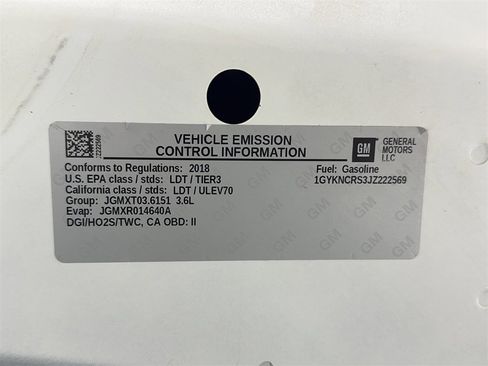 JZ222569
VEHICLE EMISSION
CONTROL INFORMATION
GM
GENERAL
MOTORS
LLC
Conforms to Regulations: 2018
Fuel: Gasoline
U.S. EPA class / stds: LDT / TIER3
1GYKNCRS3JZ222569
California class / stds: LDT / ULEV70
Group: JGMXT03.6151 3.6L
Evap: JGMXR014640A
DGI/HO2S/TWC, CA OBD: II